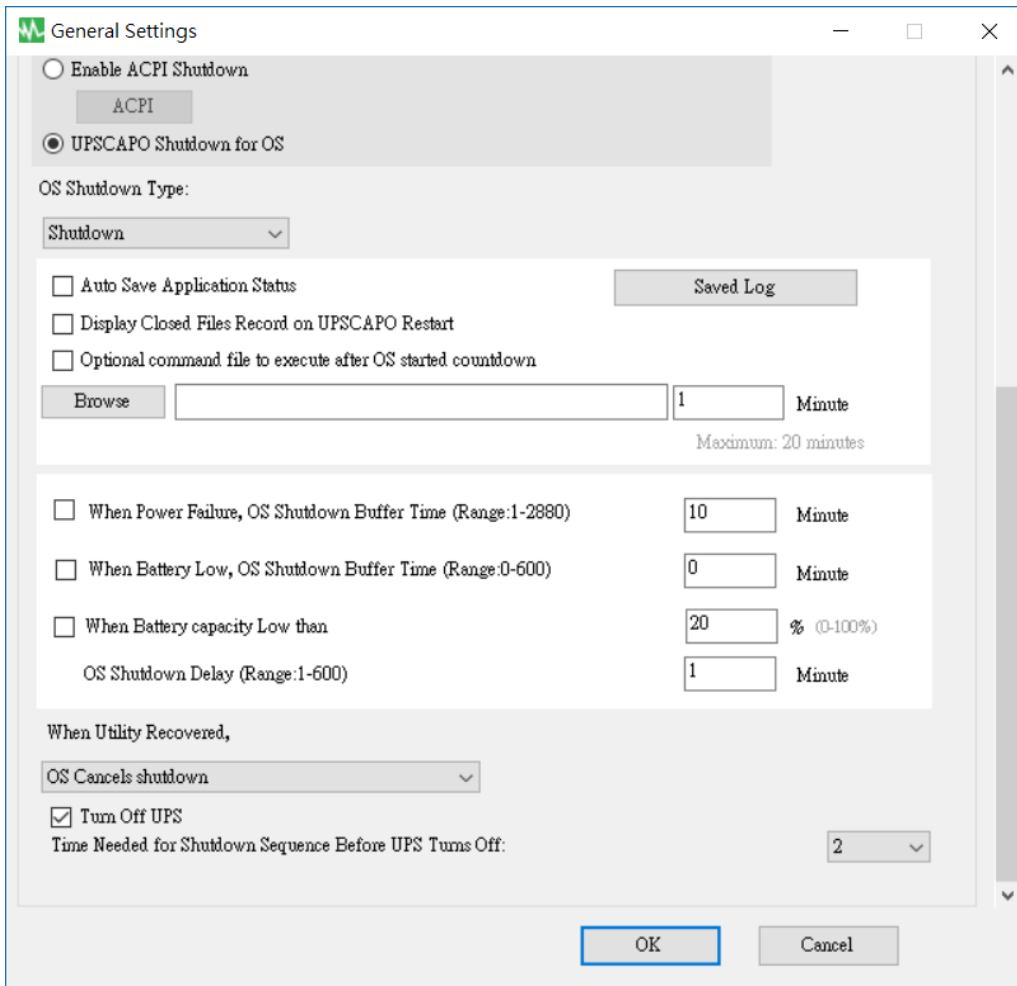 General Settings
Enable ACPI Shutdown
ACPI
UPSCAPO Shutdown for OS
OS Shutdown Type:
Shutdown
Auto Save Application Status
Saved Log
Display Closed Files Record on UPSCAPO Restart
Optional command file to execute after OS started countdown
Browse 1 Minute
Maximum: 20 minutes
When Power Failure, OS Shutdown Buffer Time (Range:1-2880) 10 Minute
When Battery Low, OS Shutdown Buffer Time (Range:0-600) 0 Minute
When Battery capacity Low than 20 % (0-100%)
OS Shutdown Delay (Range:1-600) 1 Minute
When Utility Recovered,
OS Cancels shutdown
Turn Off UPS
Time Needed for Shutdown Sequence Before UPS Turns Off: 2
OK Cancel